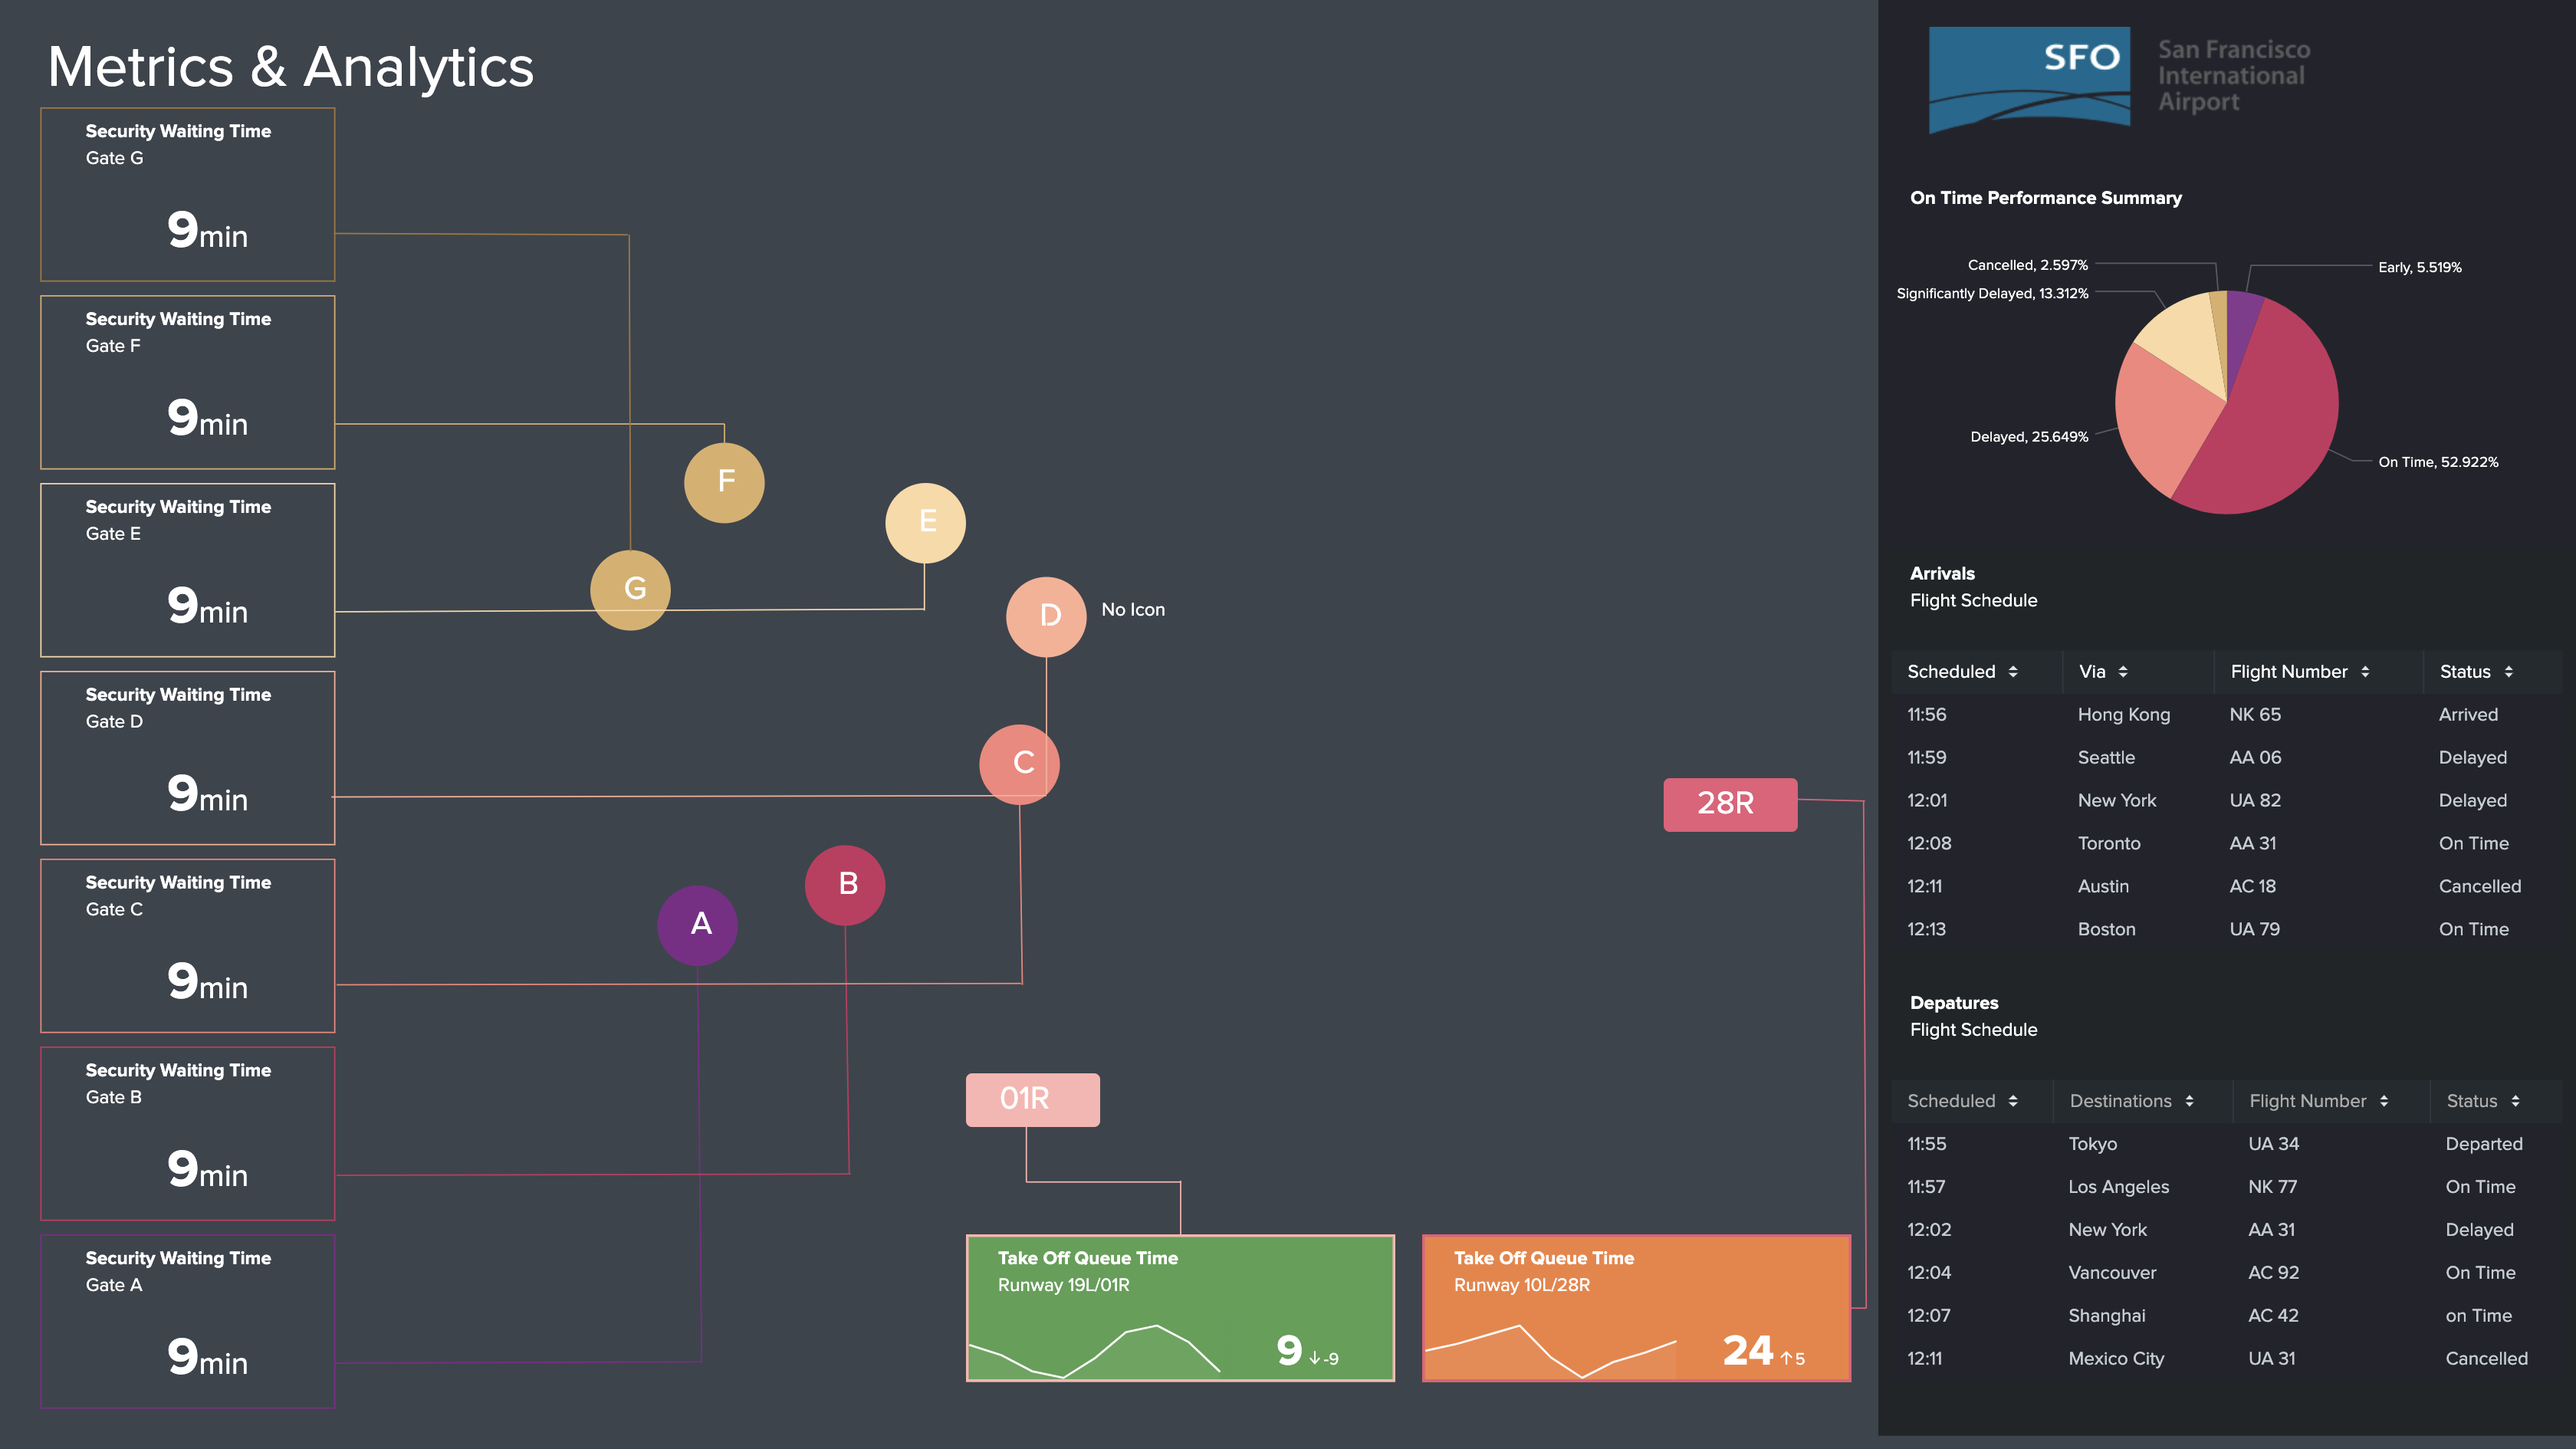 Metrics & Analytics
Security Waiting Time
Gate G
9min
Security Waiting Time
Gate F
9min
Security Waiting Time
Gate E
9min
Security Waiting Time
Gate D
9min
Security Waiting Time
Gate C
9min
Security Waiting Time
Gate B
9min
Security Waiting Time
Gate A
9min
F
E
G
D
No Icon
C
B
A
28R
01R
Take Off Queue Time
Runway 19L/01R
9 ↓-9
Take Off Queue Time
Runway 10L/28R
24 ↑5
SFO
San Francisco
International
Airport
On Time Performance Summary
Cancelled, 2.597%
Early, 5.519%
Significantly Delayed, 13.312%
Delayed, 25.649%
On Time, 52.922%
Arrivals
Flight Schedule
Scheduled Via Flight Number Status
11:56 Hong Kong NK 65 Arrived
11:59 Seattle AA 06 Delayed
12:01 New York UA 82 Delayed
12:08 Toronto AA 31 On Time
12:11 Austin AC 18 Cancelled
12:13 Boston UA 79 On Time
Depatures
Flight Schedule
Scheduled Destinations Flight Number Status
11:55 Tokyo UA 34 Departed
11:57 Los Angeles NK 77 On Time
12:02 New York AA 31 Delayed
12:04 Vancouver AC 92 On Time
12:07 Shanghai AC 42 on Time
12:11 Mexico City UA 31 Cancelled